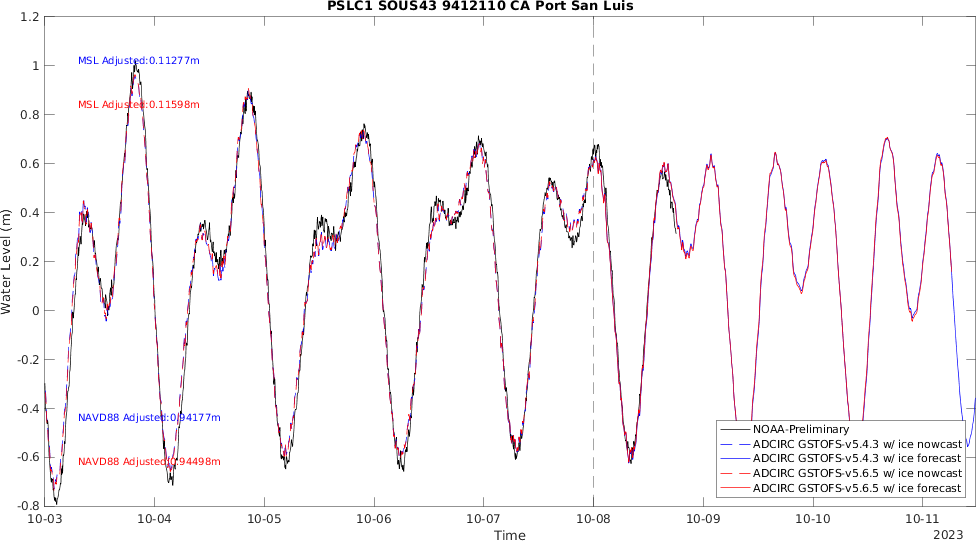 PSLC1 SOUS43 9412110 CA Port San Luis
1.2
1
0.8
0.6
0.4
0.2
0
-0.2
-0.4
-0.6
-0.8
Water Level (m)
MSL Adjusted:0.11277m
MSL Adjusted:0.11598m
NAVD88 Adjusted:0.94177m
NAVD88 Adjusted:0.94498m
NOAA-Preliminary
ADCIRC GSTOFS-v5.4.3 w/ ice nowcast
ADCIRC GSTOFS-v5.4.3 w/ ice forecast
ADCIRC GSTOFS-v5.6.5 w/ ice nowcast
ADCIRC GSTOFS-v5.6.5 w/ ice forecast
10-03 10-04 10-05 10-06 10-07 10-08 10-09 10-10 10-11
Time
2023